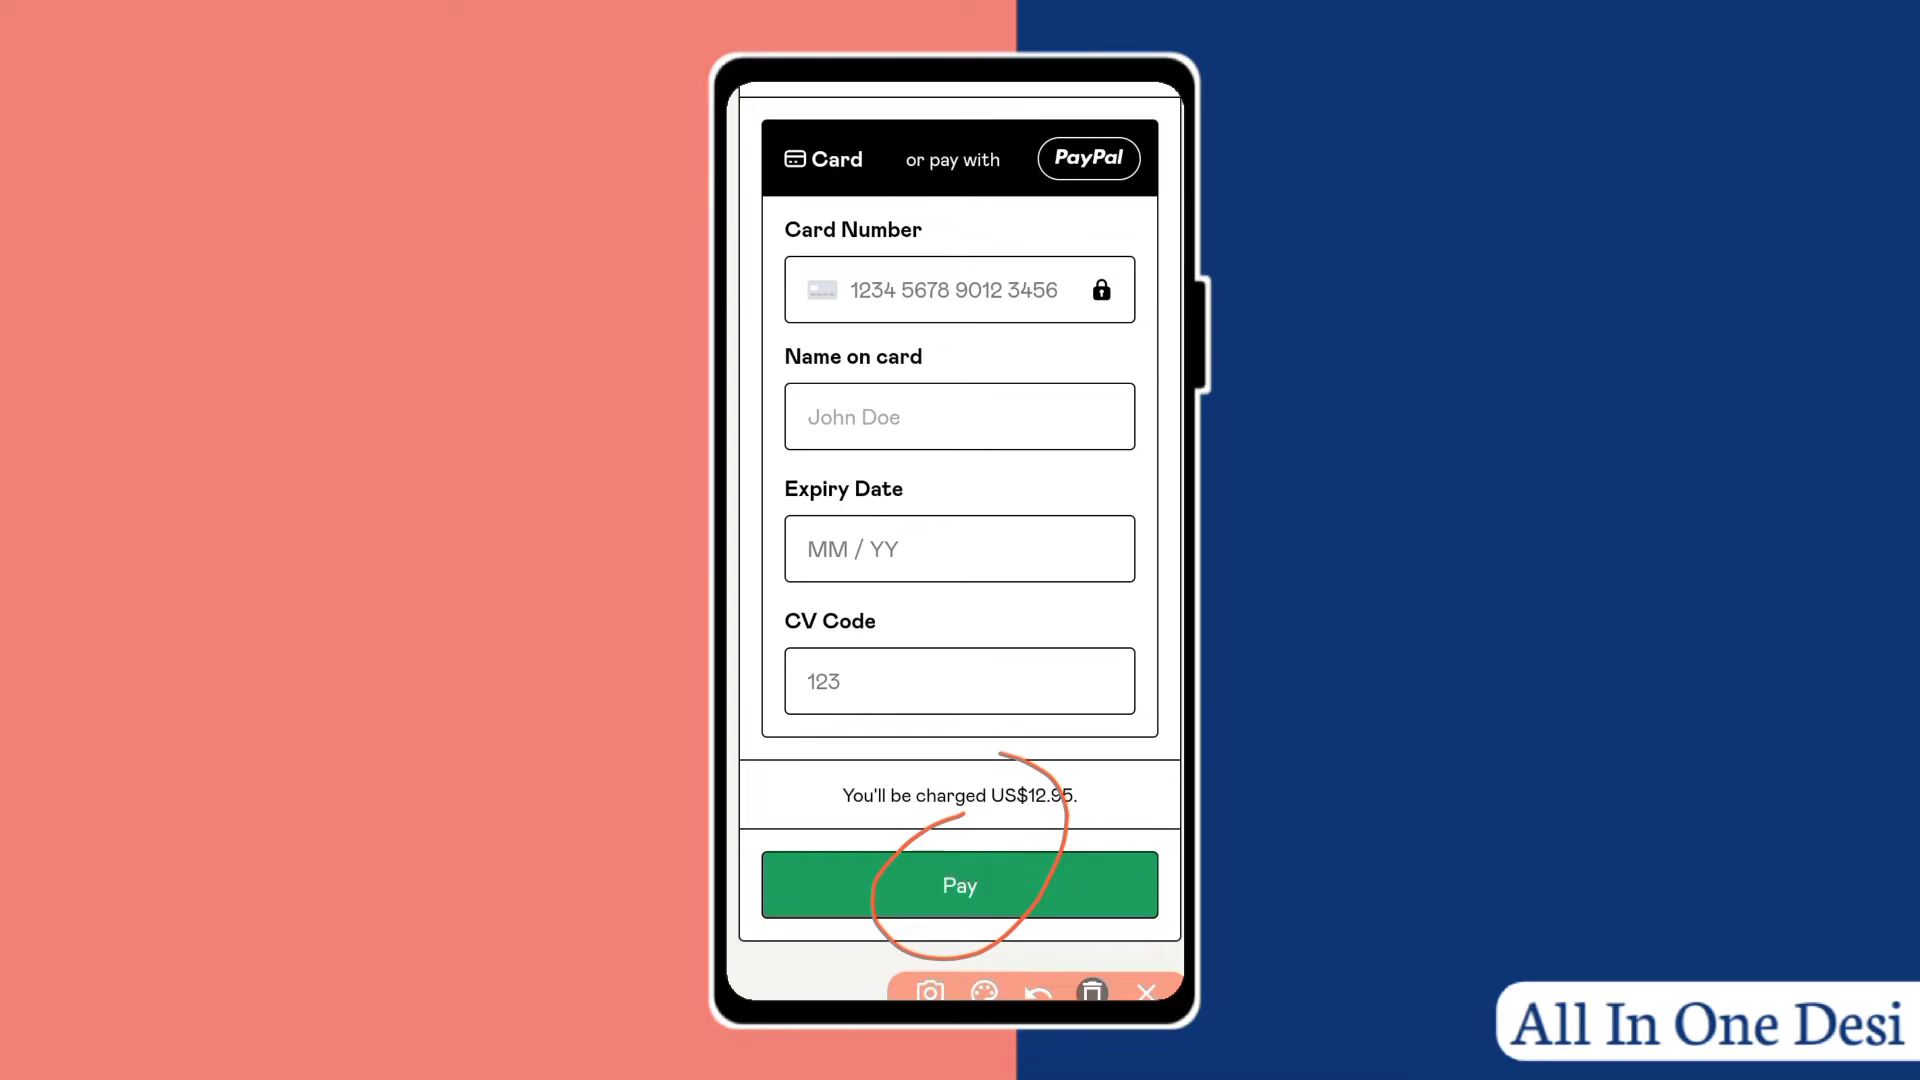 Card or pay with PayPal
Card Number
1234 5678 9012 3456
Name on card
John Doe
Expiry Date
MM / YY
CV Code
123
You'll be charged US$12.95.
Pay
All In One Desi